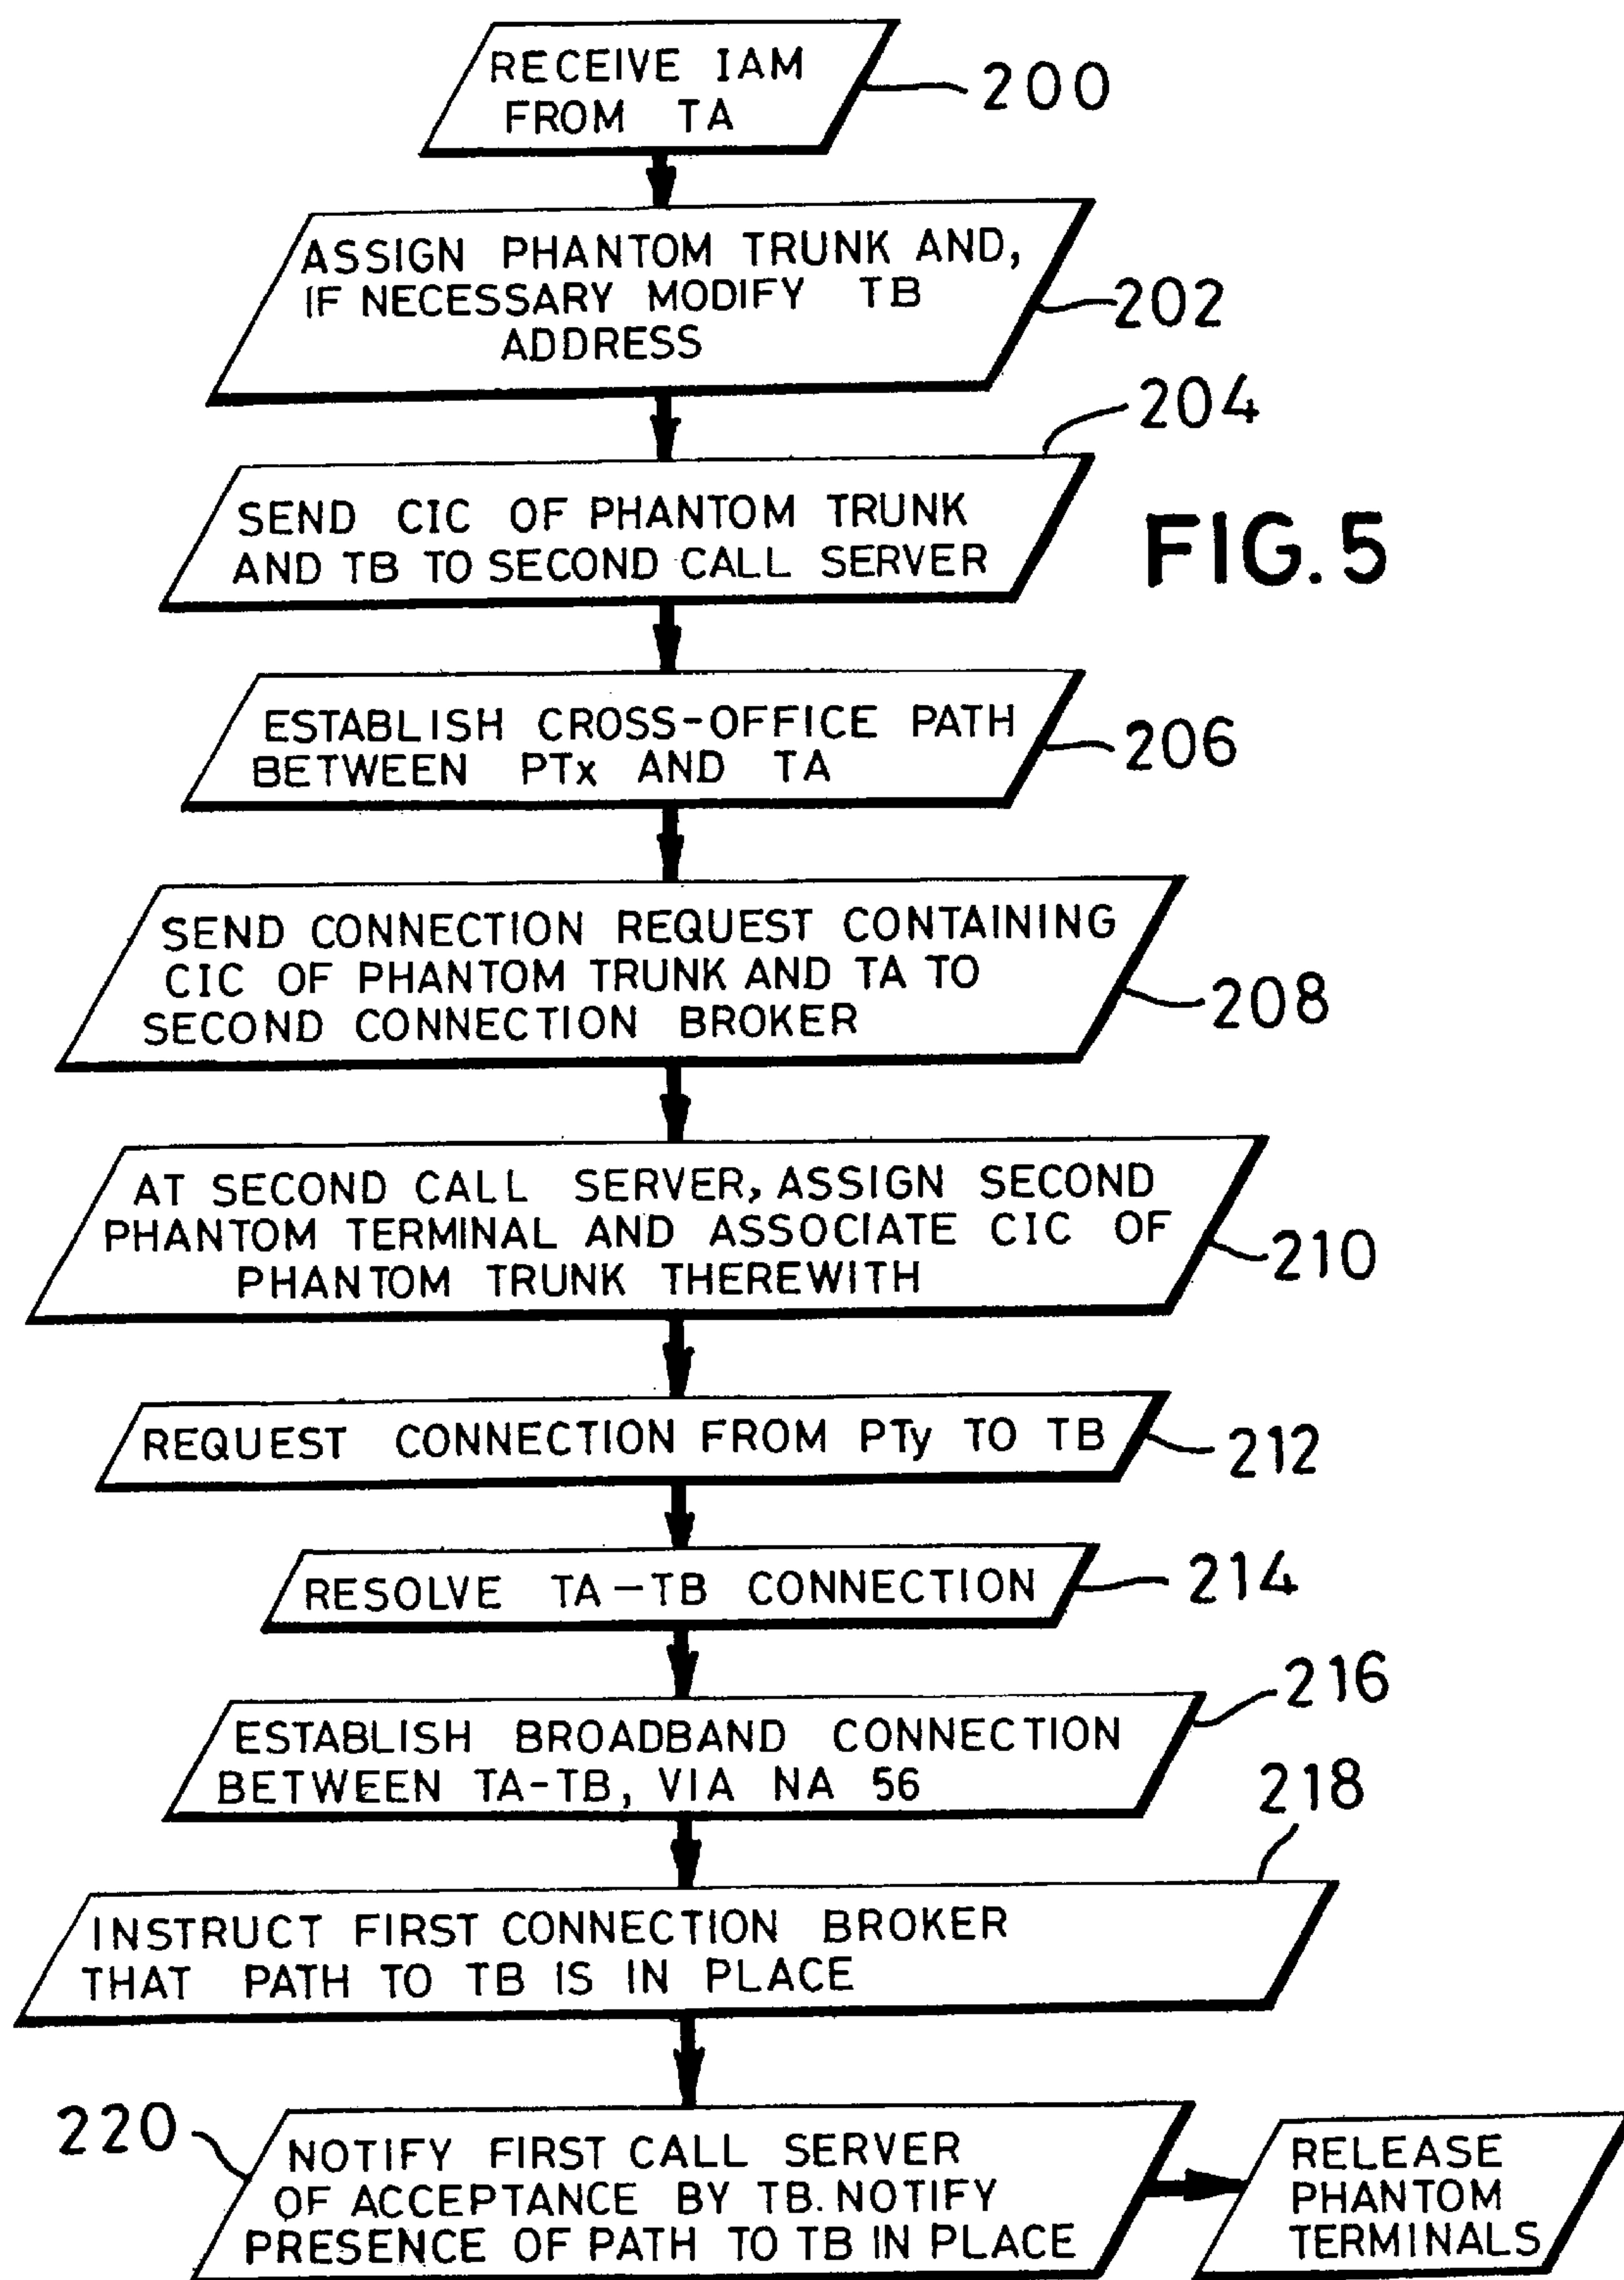 RECEIVE IAM
FROM TA
200
ASSIGN PHANTOM TRUNK AND,
IF NECESSARY MODIFY TB
ADDRESS
202
204
SEND CIC OF PHANTOM TRUNK
AND TB TO SECOND CALL SERVER
FIG. 5
ESTABLISH CROSS-OFFICE PATH
BETWEEN PTx AND TA
206
SEND CONNECTION REQUEST CONTAINING
CIC OF PHANTOM TRUNK AND TA TO
SECOND CONNECTION BROKER
208
AT SECOND CALL SERVER, ASSIGN SECOND
PHANTOM TERMINAL AND ASSOCIATE CIC OF
PHANTOM TRUNK THEREWITH
210
REQUEST CONNECTION FROM PTy TO TB
212
RESOLVE TA-TB CONNECTION
214
216
ESTABLISH BROADBAND CONNECTION
BETWEEN TA-TB, VIA NA 56
218
INSTRUCT FIRST CONNECTION BROKER
THAT PATH TO TB IS IN PLACE
220
NOTIFY FIRST CALL SERVER
OF ACCEPTANCE BY TB. NOTIFY
PRESENCE OF PATH TO TB IN PLACE
RELEASE
PHANTOM
TERMINALS